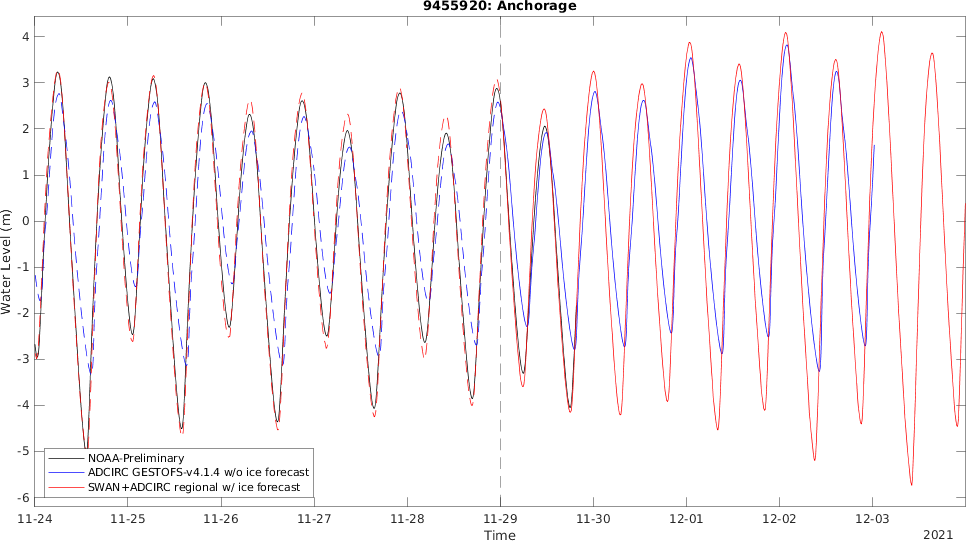 9455920: Anchorage
4
3
2
1
0
-1
-2
-3
-4
-5
-6
Water Level (m)
NOAA-Preliminary
ADCIRC GESTOFS-v4.1.4 w/o ice forecast
SWAN+ADCIRC regional w/ ice forecast
11-24 11-25 11-26 11-27 11-28 11-29 11-30 12-01 12-02 12-03
Time
2021